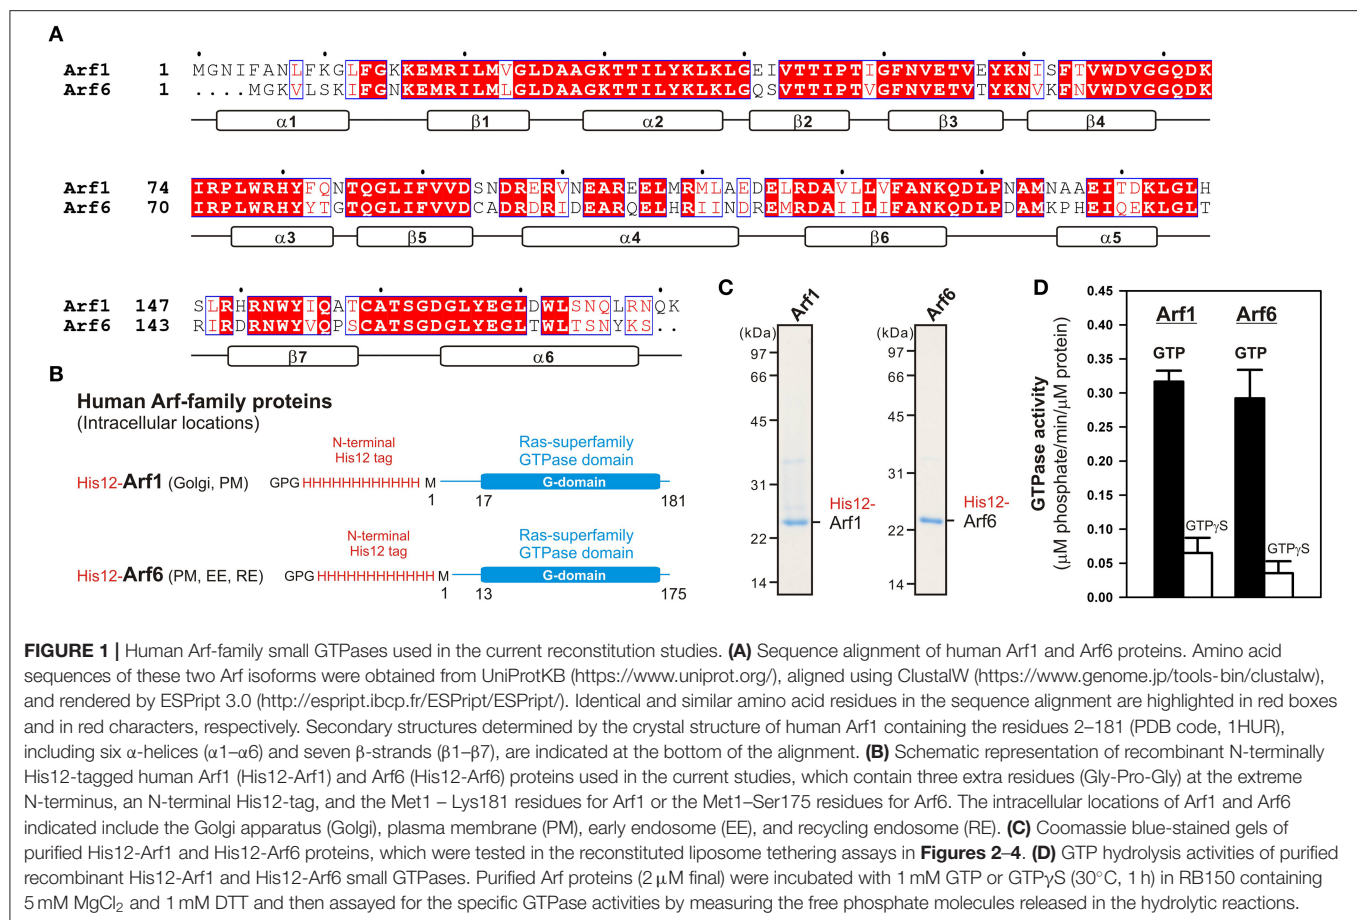 A
Arf1 1 MGNIFANLFKGLFGKKEMRILMVGLDAAGKTTILYKLKLGEIVTTIPTIGFNVETVEYKNISFTVWDVGGQDK
Arf6 1 ....MGKVLSKIFGNKEMRILMLGLDAAGKTTILYKLKLGQSVTTIPTVGFNVETVTYKNVKFNVWDVGGQDK
α1 β1 α2 β2 β3 β4
Arf1 74 IRPLWRHYFQNTQGLIFVVDSNDRERVNEAREELMRMLAEDELRDAVLLVFANKQDLPNAMNAAEITDKLGLH
Arf6 70 IRPLWRHYYTGTQGLIFVVDCADRDRIDEARQELHRIINDREMRDAIILIFANKQDLPDAMKPHEIQEKLGLT
α3 β5 α4 β6 α5
Arf1 147 SLRHRNWYIQATCATSGDGLYEGLDWLSNQLRNQK
Arf6 143 RIRDRNWYVQPSCATSGDGLYEGLTWLTSNYKS..
β7 α6
B
Human Arf-family proteins
(Intracellular locations)
N-terminal
His12 tag
Ras-superfamily
GTPase domain
His12-Arf1 (Golgi, PM) GPG HHHHHHHHHHHH M G-domain
1 17 181
N-terminal
His12 tag
Ras-superfamily
GTPase domain
His12-Arf6 (PM, EE, RE) GPG HHHHHHHHHHHH M G-domain
1 13 175
C
Arf1
(kDa)
97
66
45
31
22
14
His12-
Arf1
Arf6
(kDa)
97
66
45
31
22
14
His12-
Arf6
D
GTPase activity
(µM phosphate/min/µM protein)
0.45
0.40
0.35
0.30
0.25
0.20
0.15
0.10
0.05
0.00
Arf1 Arf6
GTP GTP
GTPγS
GTPγS
FIGURE 1 | Human Arf-family small GTPases used in the current reconstitution studies. (A) Sequence alignment of human Arf1 and Arf6 proteins. Amino acid
sequences of these two Arf isoforms were obtained from UniProtKB (https://www.uniprot.org/), aligned using ClustalW (https://www.genome.jp/tools-bin/clustalw),
and rendered by ESPript 3.0 (http://espript.ibcp.fr/ESPript/ESPript/). Identical and similar amino acid residues in the sequence alignment are highlighted in red boxes
and in red characters, respectively. Secondary structures determined by the crystal structure of human Arf1 containing the residues 2–181 (PDB code, 1HUR),
including six α-helices (α1–α6) and seven β-strands (β1–β7), are indicated at the bottom of the alignment. (B) Schematic representation of recombinant N-terminally
His12-tagged human Arf1 (His12-Arf1) and Arf6 (His12-Arf6) proteins used in the current studies, which contain three extra residues (Gly-Pro-Gly) at the extreme
N-terminus, an N-terminal His12-tag, and the Met1 – Lys181 residues for Arf1 or the Met1–Ser175 residues for Arf6. The intracellular locations of Arf1 and Arf6
indicated include the Golgi apparatus (Golgi), plasma membrane (PM), early endosome (EE), and recycling endosome (RE). (C) Coomassie blue-stained gels of
purified His12-Arf1 and His12-Arf6 proteins, which were tested in the reconstituted liposome tethering assays in Figures 2–4. (D) GTP hydrolysis activities of purified
recombinant His12-Arf1 and His12-Arf6 small GTPases. Purified Arf proteins (2 µM final) were incubated with 1 mM GTP or GTPγS (30°C, 1 h) in RB150 containing
5 mM MgCl₂ and 1 mM DTT and then assayed for the specific GTPase activities by measuring the free phosphate molecules released in the hydrolytic reactions.